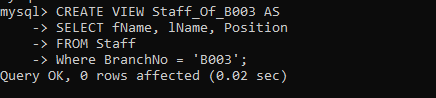 mysql> CREATE VIEW Staff_Of_B003 AS
-> SELECT fName, lName, Position
-> FROM Staff
-> Where BranchNo = 'B003';
Query OK, 0 rows affected (0.02 sec)